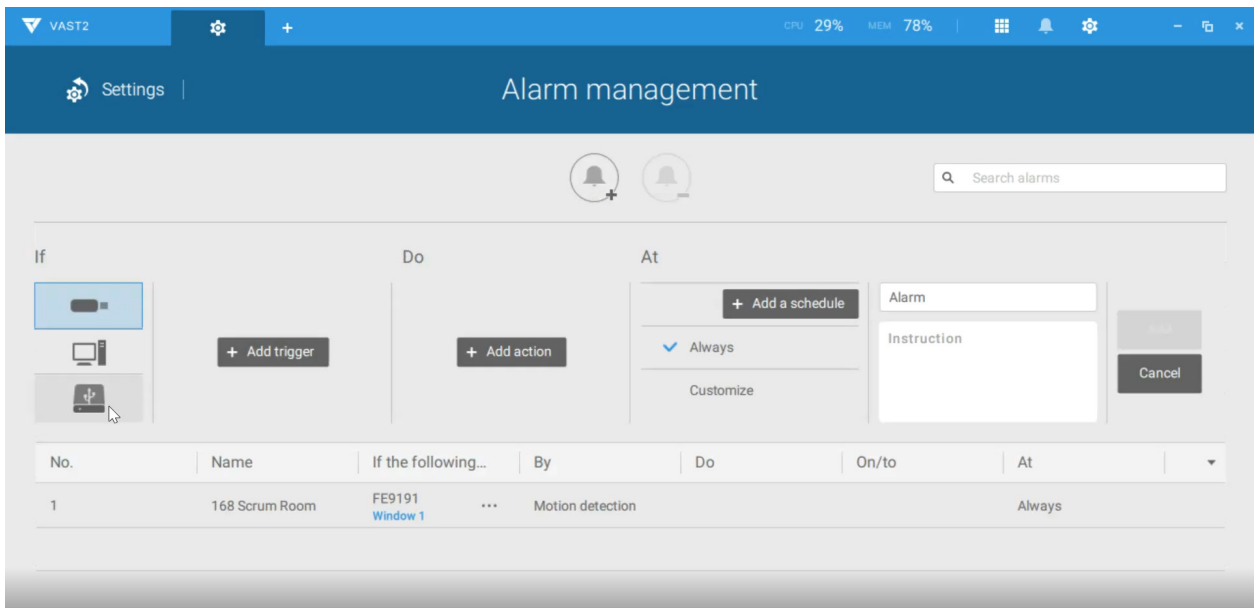 VAST2
+
CPU 29% MEM 78%
Settings
Alarm management
Search alarms
If
Do
At
+ Add trigger
+ Add action
+ Add a schedule
Always
Customize
Alarm
Instruction
Cancel
No. Name If the following... By Do On/to At
1 168 Scrum Room FE9191 ... Motion detection Always
Window 1